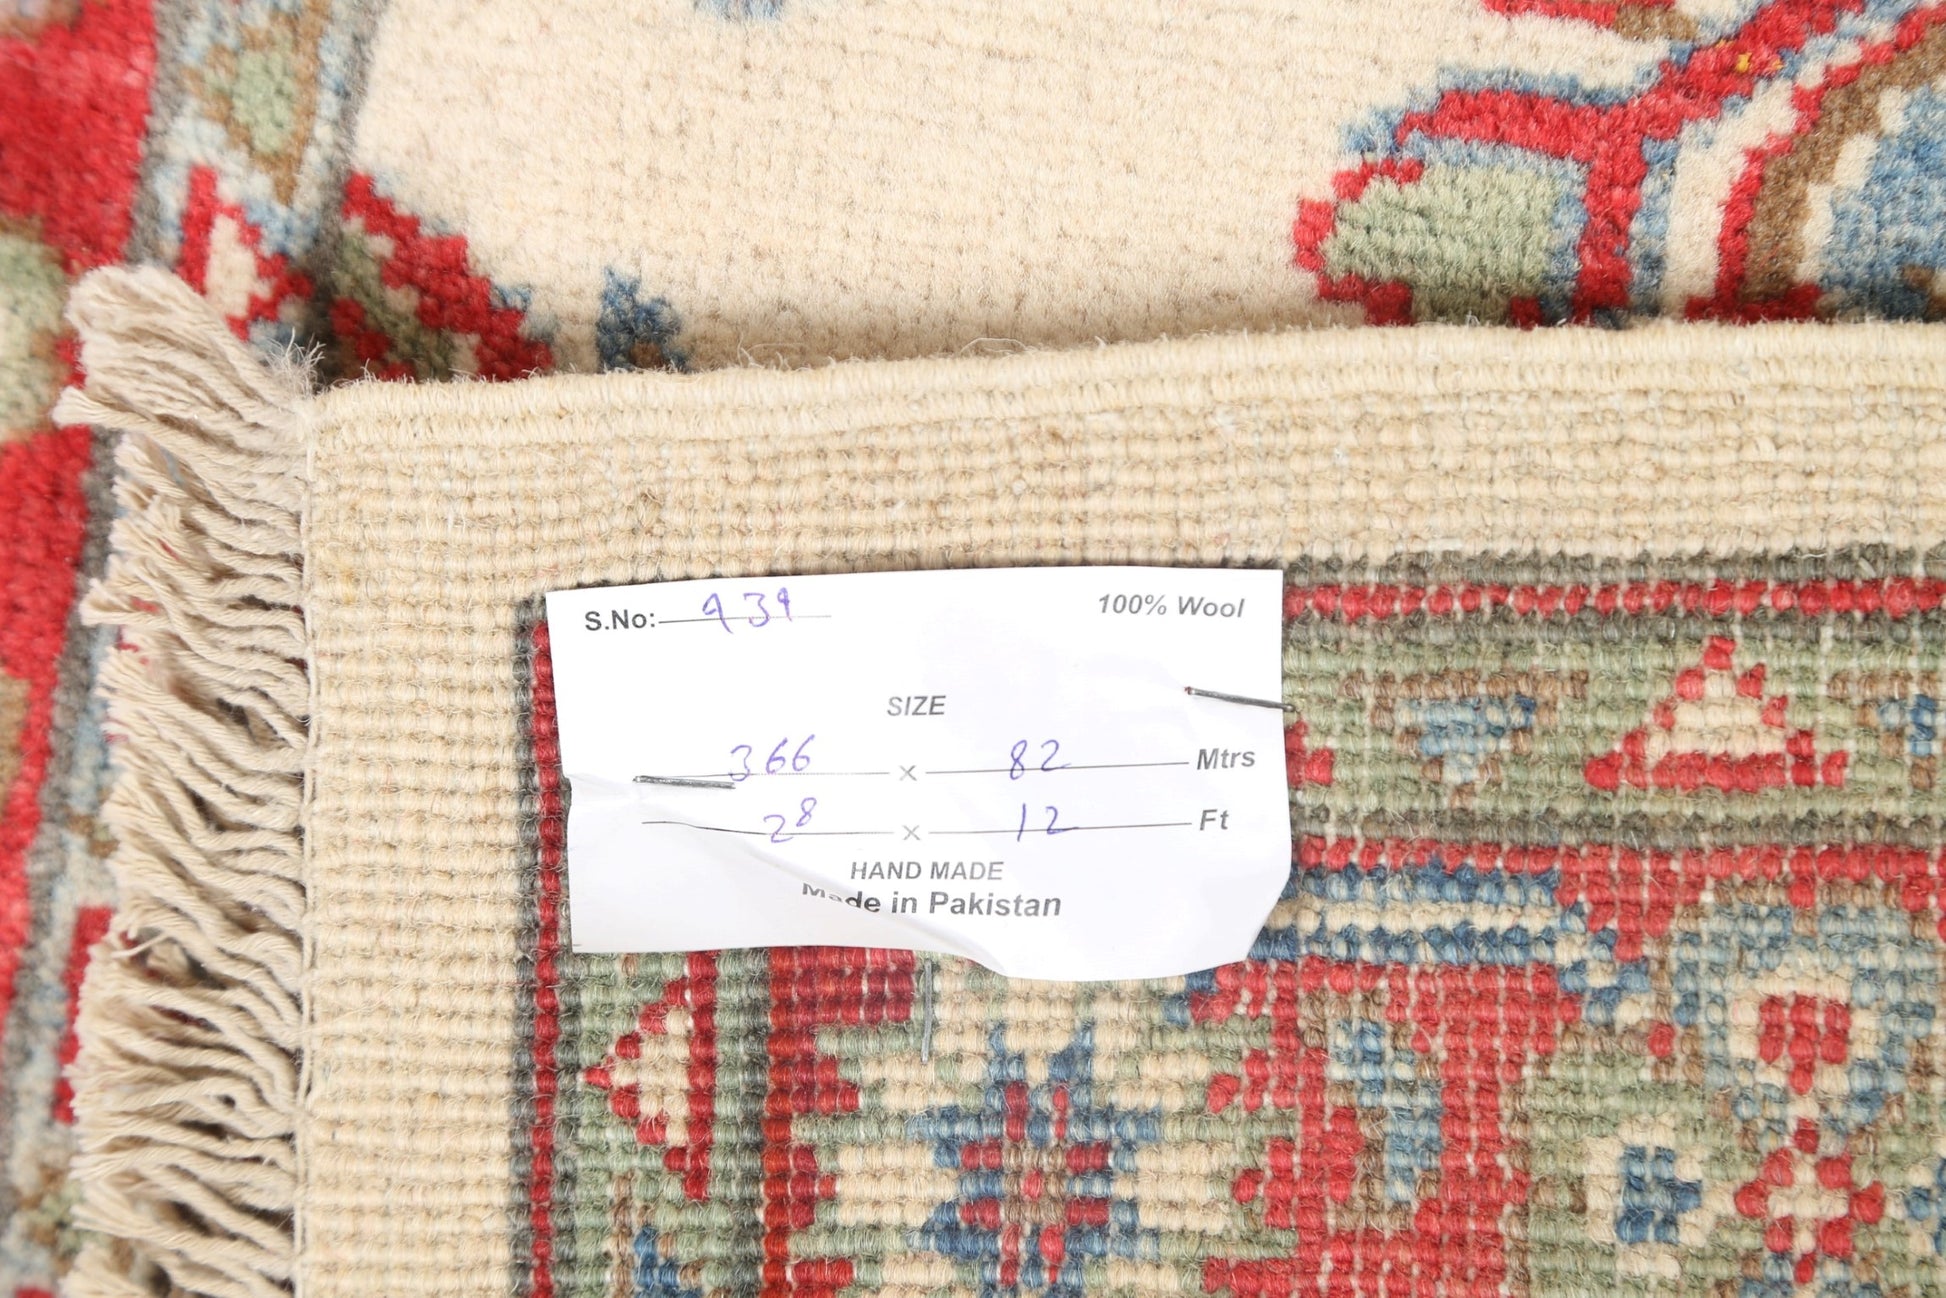 S.No: 939 100% Wool
SIZE
366 × 82 Mtrs
2⁸ × 12 Ft
HAND MADE
Made in Pakistan